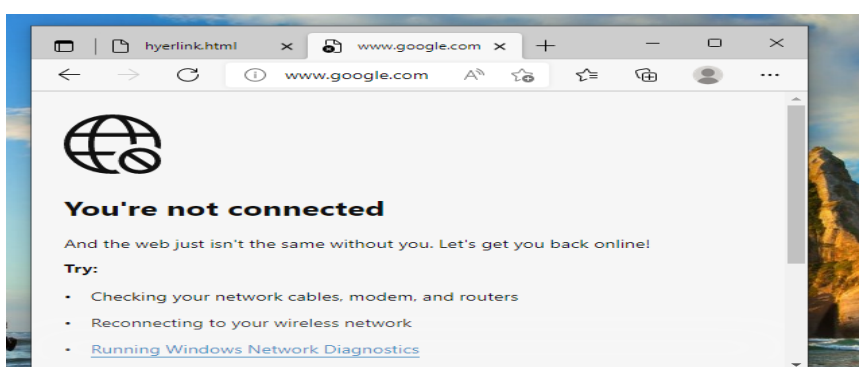 hyerlink.html
www.google.com
www.google.com
You're not connected
And the web just isn't the same without you. Let's get you back online!
Try:
• Checking your network cables, modem, and routers
• Reconnecting to your wireless network
• Running Windows Network Diagnostics